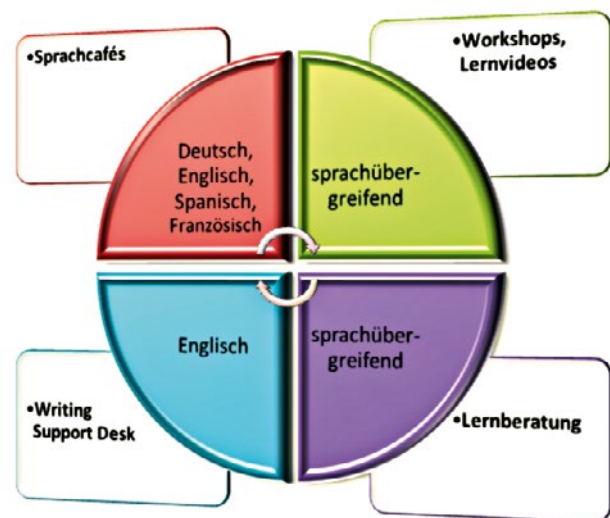 •Sprachcafés
•Workshops,
Lernvideos
Deutsch,
Englisch,
Spanisch,
Französisch
sprachüber-
greifend
Englisch
sprachüber-
greifend
•Writing
Support Desk
•Lernberatung